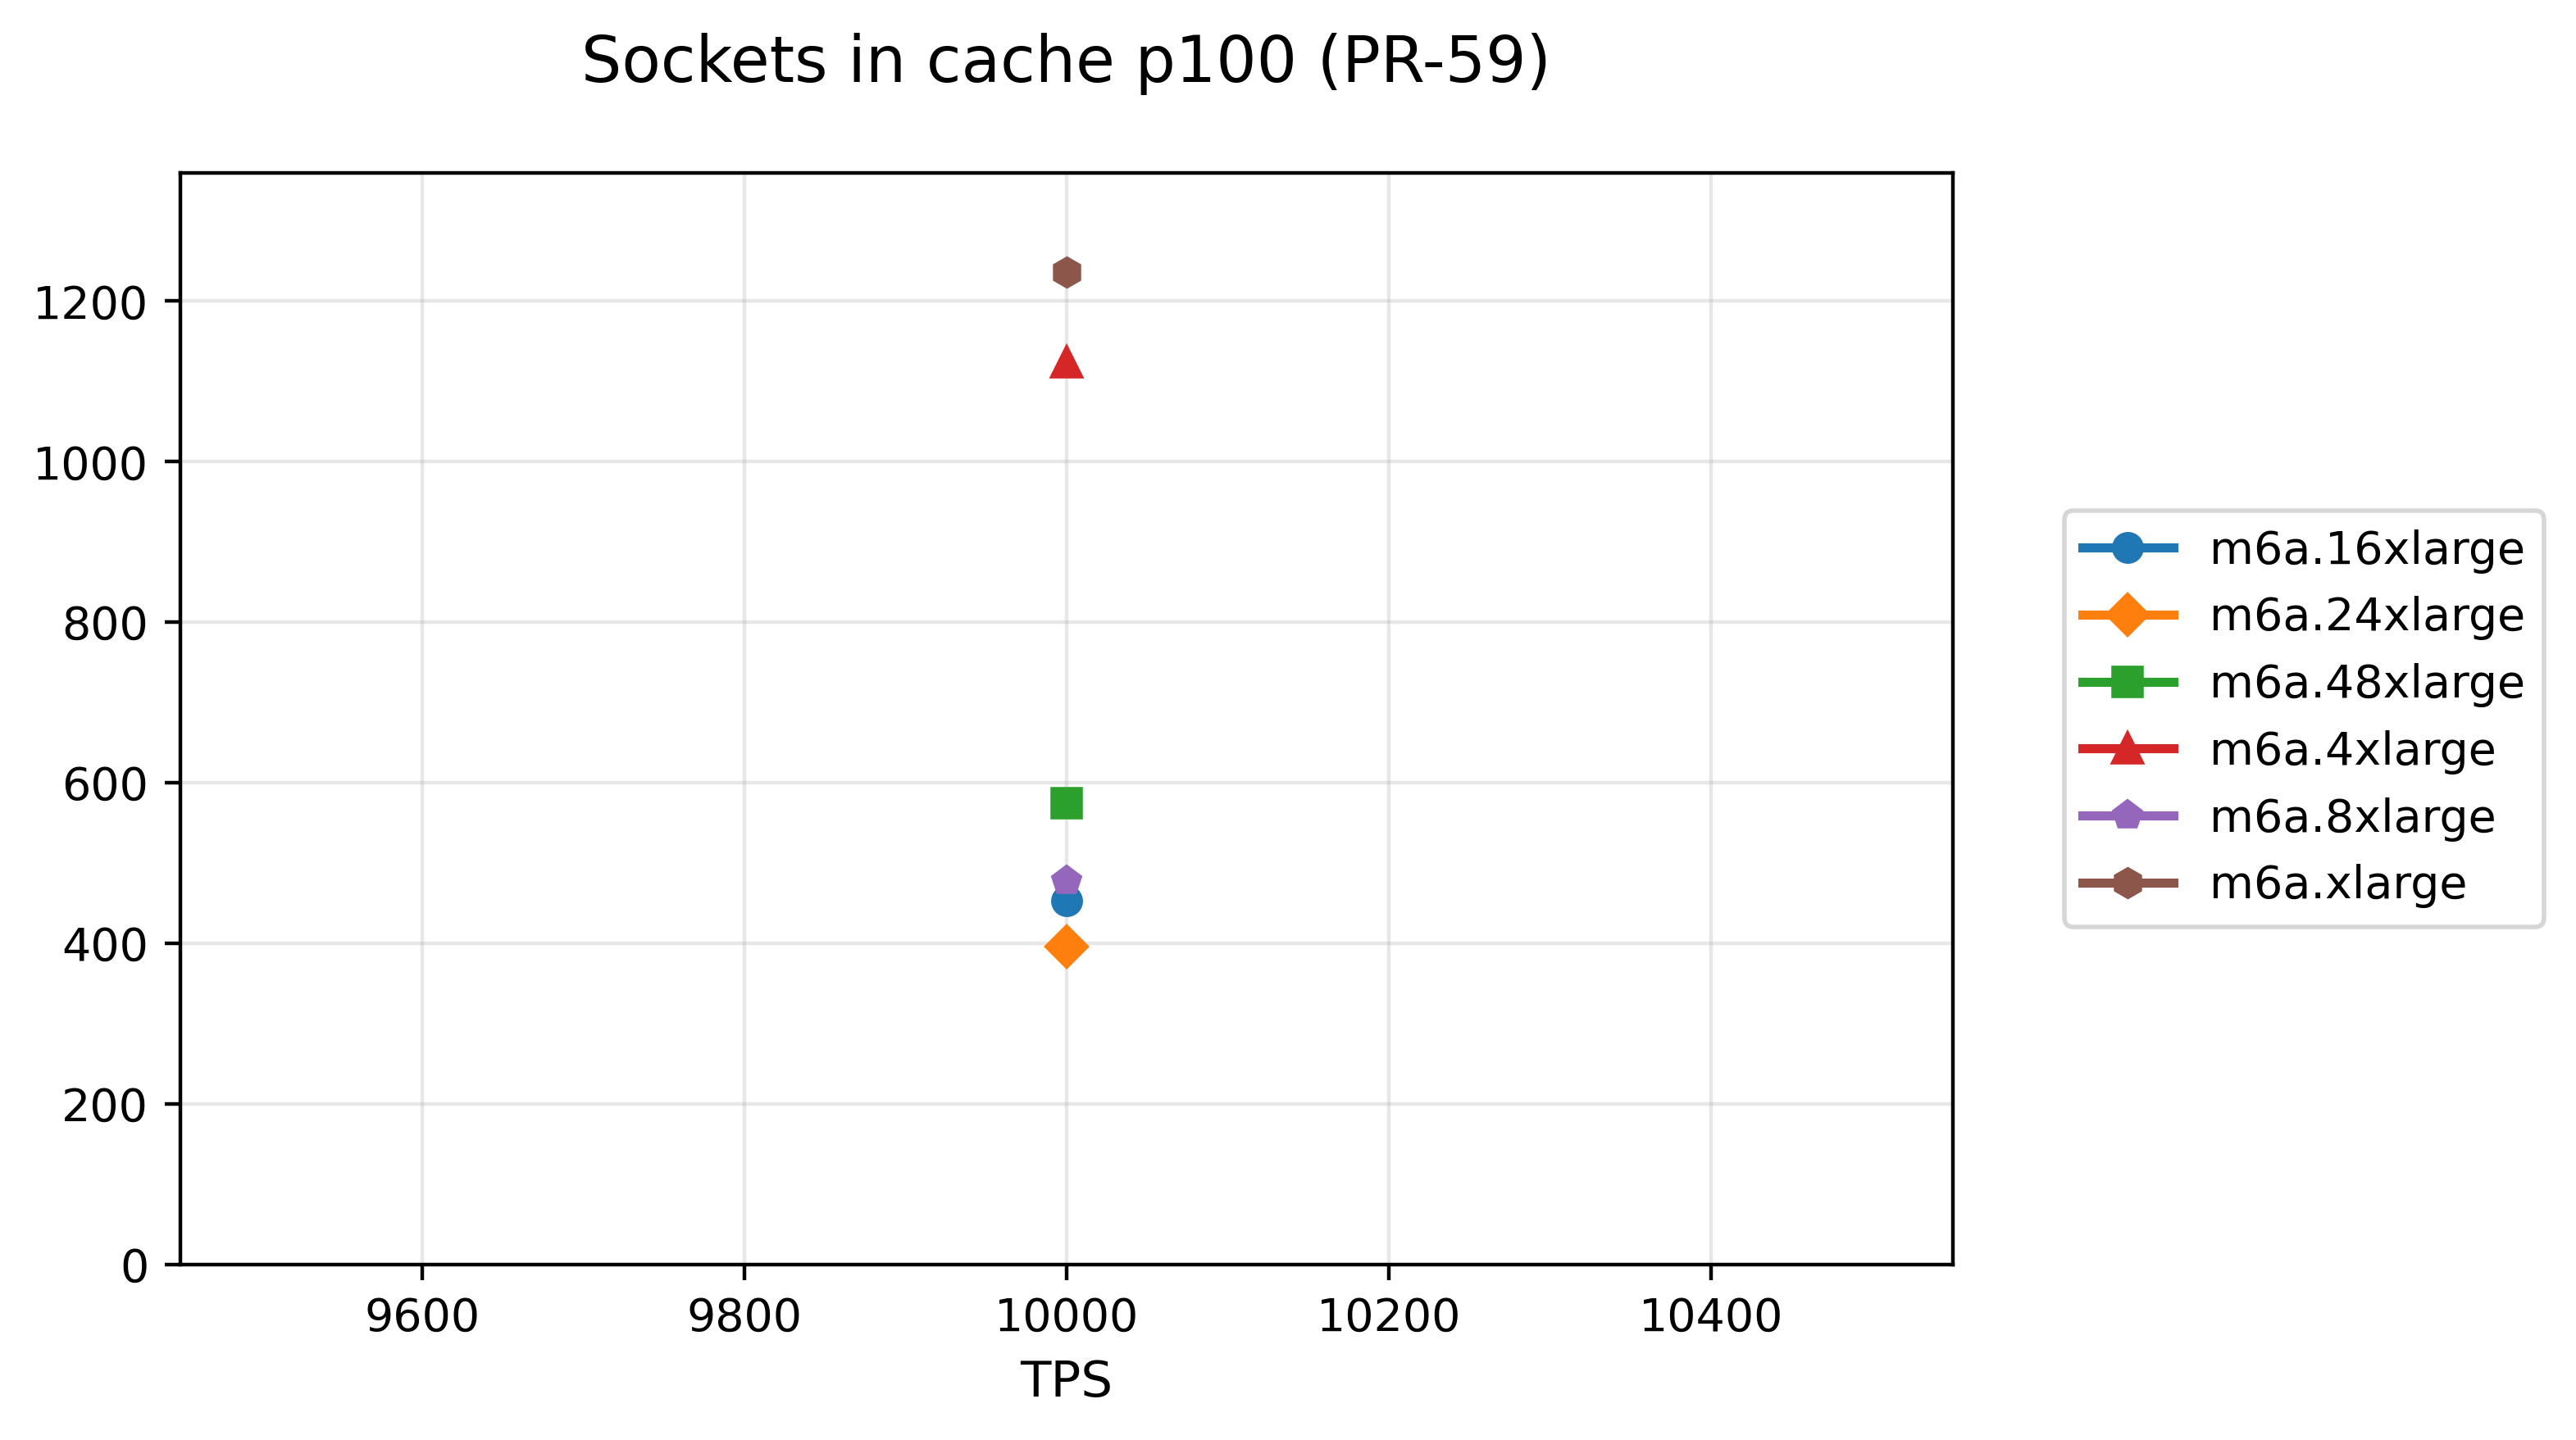 Sockets in cache p100 (PR-59)
1200
1000
800
600
400
200
0
9600 9800 10000 10200 10400
TPS
m6a.16xlarge
m6a.24xlarge
m6a.48xlarge
m6a.4xlarge
m6a.8xlarge
m6a.xlarge